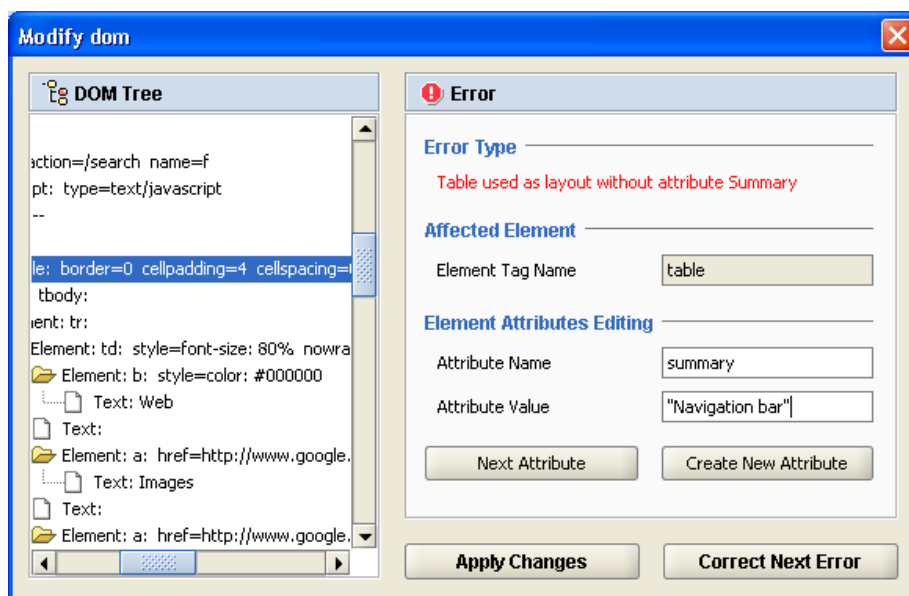 Modify dom
DOM Tree
action=/search name=f
pt: type=text/javascript
--
le: border=0 cellpadding=4 cellspacing=
tbody:
ent: tr:
Element: td: style=font-size: 80% nowra
Element: b: style=color: #000000
Text: Web
Text:
Element: a: href=http://www.google.
Text: Images
Text:
Element: a: href=http://www.google.
Error
Error Type
Table used as layout without attribute Summary
Affected Element
Element Tag Name
table
Element Attributes Editing
Attribute Name
summary
Attribute Value
"Navigation bar"
Next Attribute
Create New Attribute
Apply Changes
Correct Next Error